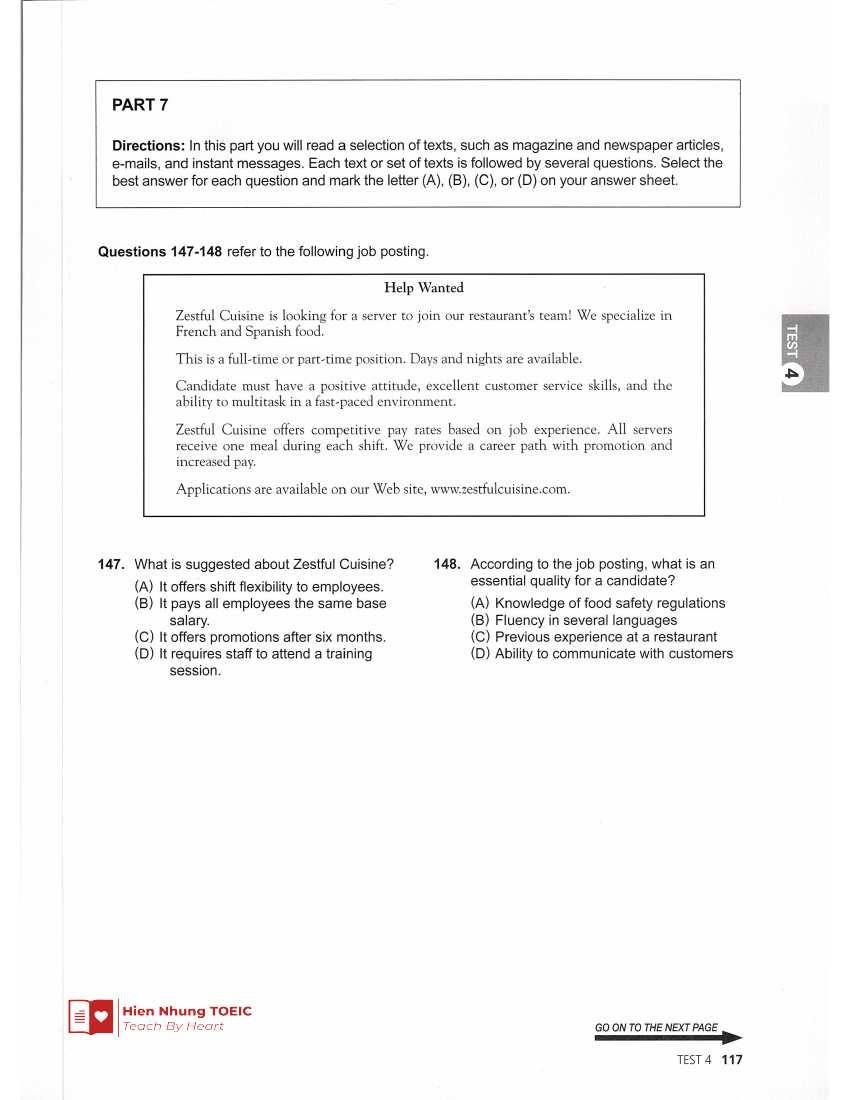 PART 7
Directions: In this part you will read a selection of texts, such as magazine and newspaper articles,
e-mails, and instant messages. Each text or set of texts is followed by several questions. Select the
best answer for each question and mark the letter (A), (B), (C), or (D) on your answer sheet.
Questions 147-148 refer to the following job posting.
Help Wanted
Zestful Cuisine is looking for a server to join our restaurant's team! We specialize in
French and Spanish food.
This is a full-time or part-time position. Days and nights are available.
Candidate must have a positive attitude, excellent customer service skills, and the
ability to multitask in a fast-paced environment.
Zestful Cuisine offers competitive pay rates based on job experience. All servers
receive one meal during each shift. We provide a career path with promotion and
increased pay.
Applications are available on our Web site, www.zestfulcuisine.com.
TEST 4
147. What is suggested about Zestful Cuisine?
(A) It offers shift flexibility to employees.
(B) It pays all employees the same base
salary.
(C) It offers promotions after six months.
(D) It requires staff to attend a training
session.
148. According to the job posting, what is an
essential quality for a candidate?
(A) Knowledge of food safety regulations
(B) Fluency in several languages
(C) Previous experience at a restaurant
(D) Ability to communicate with customers
Hien Nhung TOEIC
Teach By Heart
GO ON TO THE NEXT PAGE
TEST 4 117